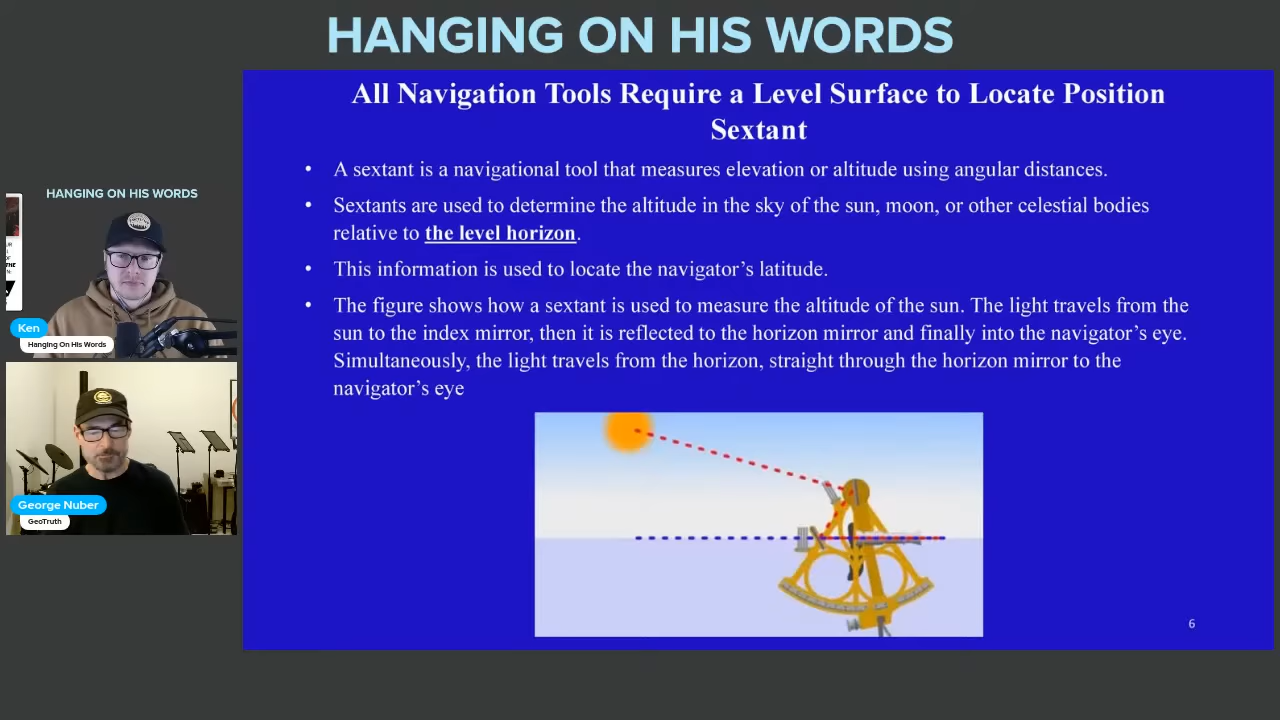 HANGING ON HIS WORDS
All Navigation Tools Require a Level Surface to Locate Position
Sextant
• A sextant is a navigational tool that measures elevation or altitude using angular distances.
• Sextants are used to determine the altitude in the sky of the sun, moon, or other celestial bodies
relative to the level horizon.
• This information is used to locate the navigator’s latitude.
• The figure shows how a sextant is used to measure the altitude of the sun. The light travels from the
sun to the index mirror, then it is reflected to the horizon mirror and finally into the navigator’s eye.
Simultaneously, the light travels from the horizon, straight through the horizon mirror to the
navigator’s eye
6
HANGING ON HIS WORDS
Ken
Hanging On His Words
George Nuber
GeoTruth